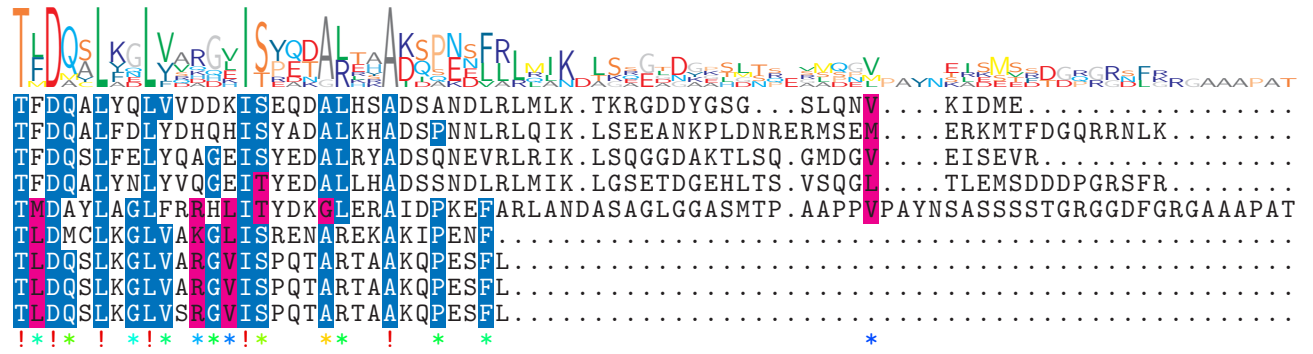 TFDQALYQLVVDDKISEQDALHSADSANDLRLMLK.TKRGDDYGSG...SLQNV....KIDME.................
TFDQALFDLYDHQHISYADALKHADSPNNLRLQIK.LSEEANKPLDNRERMSEM....ERKMTFDGQRRNLK........
TFDQSLFELYQAGEISYEDALRYADSQNEVRLRIK.LSQGGDAKTLSQ.GMDGV....EISEVR................
TFDQALYNLYVQGEITYEDALLHADSSNDLRLMIK.LGSETDGEHLTS.VSQGL....TLEMSDDDPGRSFR........
TMDAYLAGLFRRHLITYDKGLERAIDPKEFARLANDASAGLGGASMTP.AAPPVPAYNSASSSSTGRGGDFGRGAAAPAT
TLDMCLKGLVAKGLISRENAREKAKIPENF..................................................
TLDQSLKGLVARGVISPQTARTAAKQPESFL.................................................
TLDQSLKGLVARGVISPQTARTAAKQPESFL.................................................
TLDQSLKGLVSRGVISPQTARTAAKQPESFL.................................................
!*!* ! *!* ***!* ** ! * * *